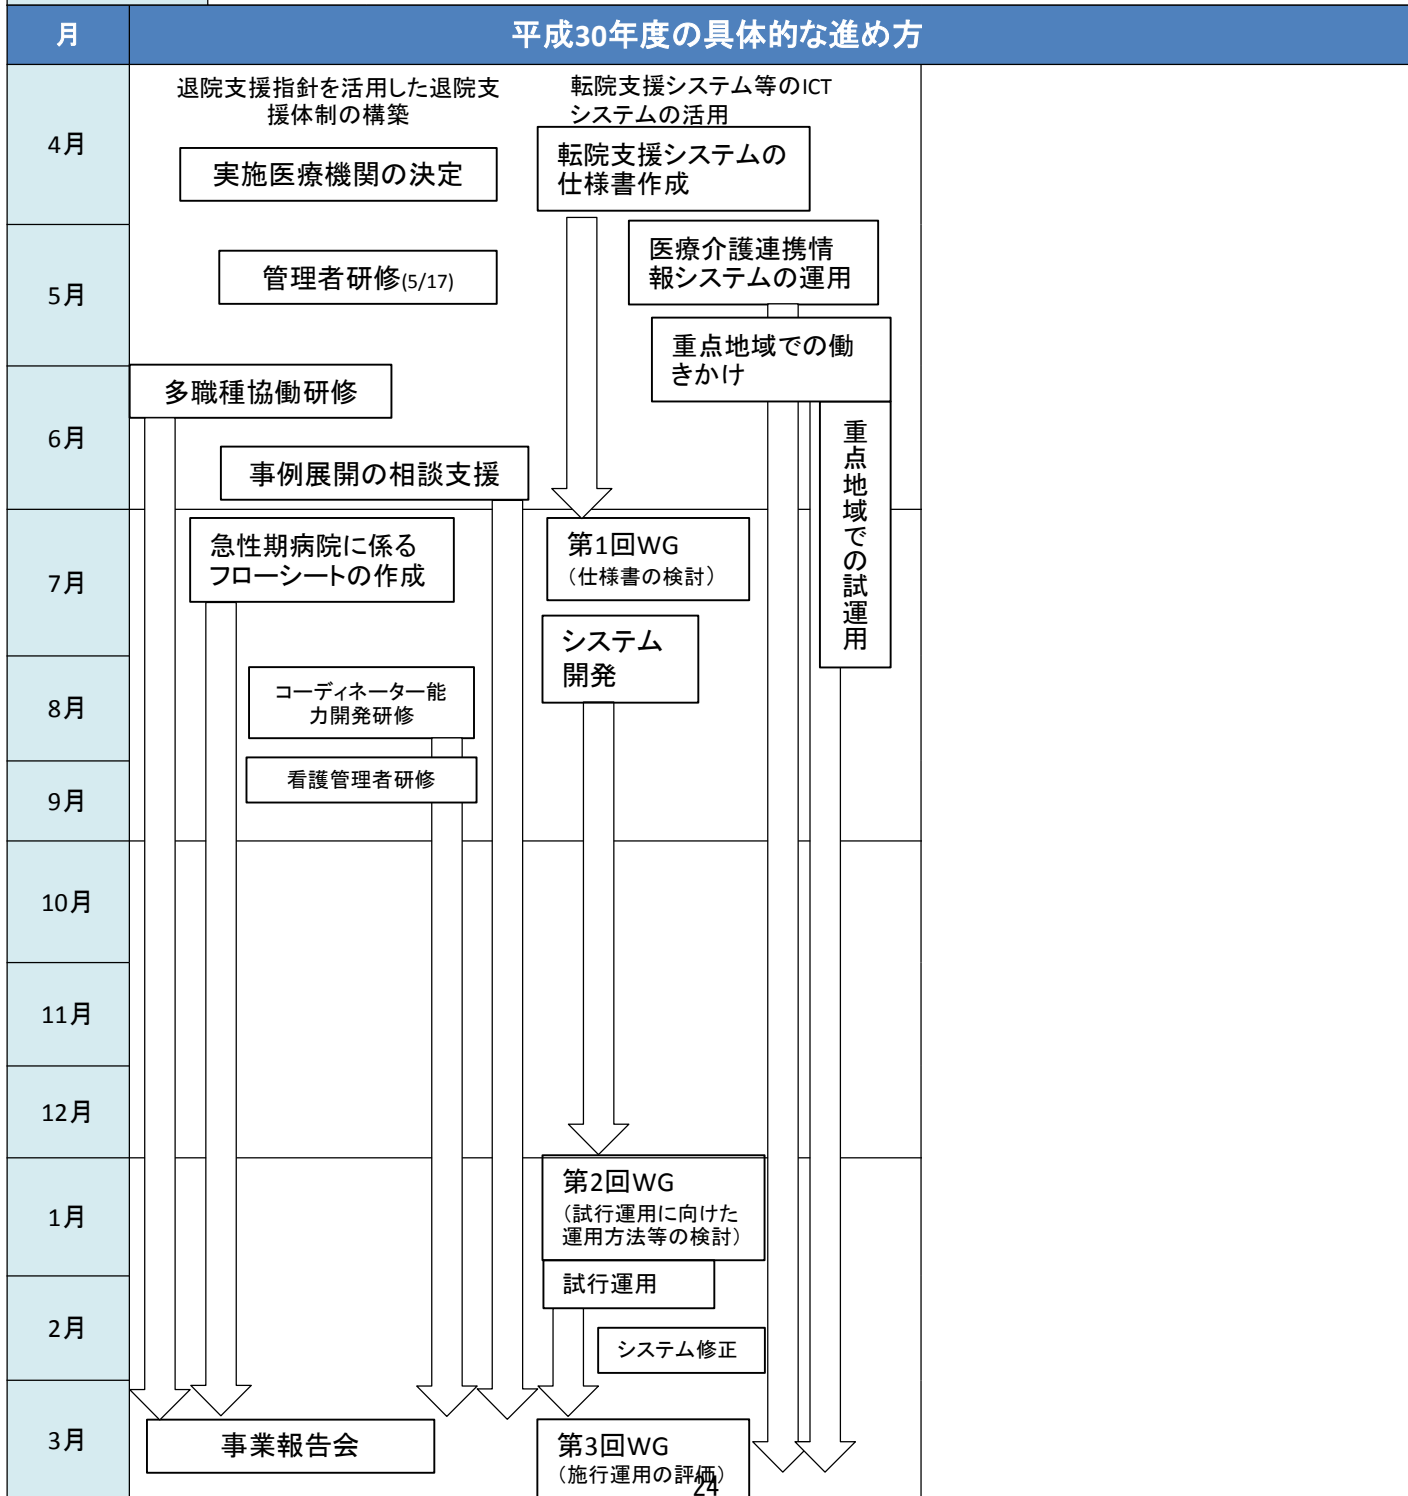 月
平成30年度の具体的な進め方
4月
退院支援指針を活用した退院支
援体制の構築
転院支援システム等のICT
システムの活用
実施医療機関の決定
転院支援システムの
仕様書作成
5月
管理者研修(5/17)
医療介護連携情
報システムの運用
重点地域での働
きかけ
6月
多職種協働研修
事例展開の相談支援
重点地域での試運用
7月
急性期病院に係る
フローシートの作成
第1回WG
（仕様書の検討）
システム
開発
8月
コーディネーター能
力開発研修
9月
看護管理者研修
10月
11月
12月
1月
第2回WG
（試行運用に向けた
運用方法等の検討）
試行運用
2月
システム修正
3月
事業報告会
第3回WG
（施行運用の評価）
24